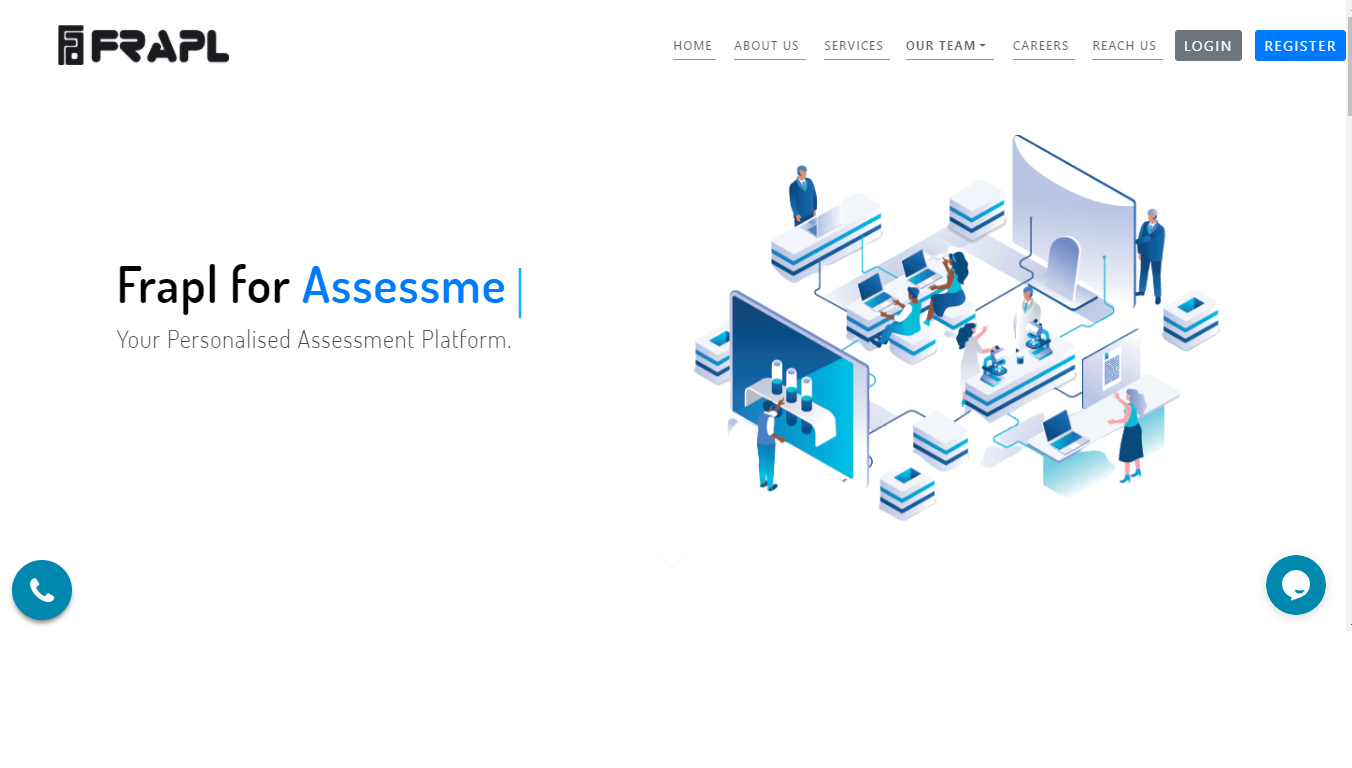 FRAPL
HOME ABOUT US SERVICES OUR TEAM CAREERS REACH US LOGIN REGISTER
Frapl for Assessme
Your Personalised Assessment Platform.